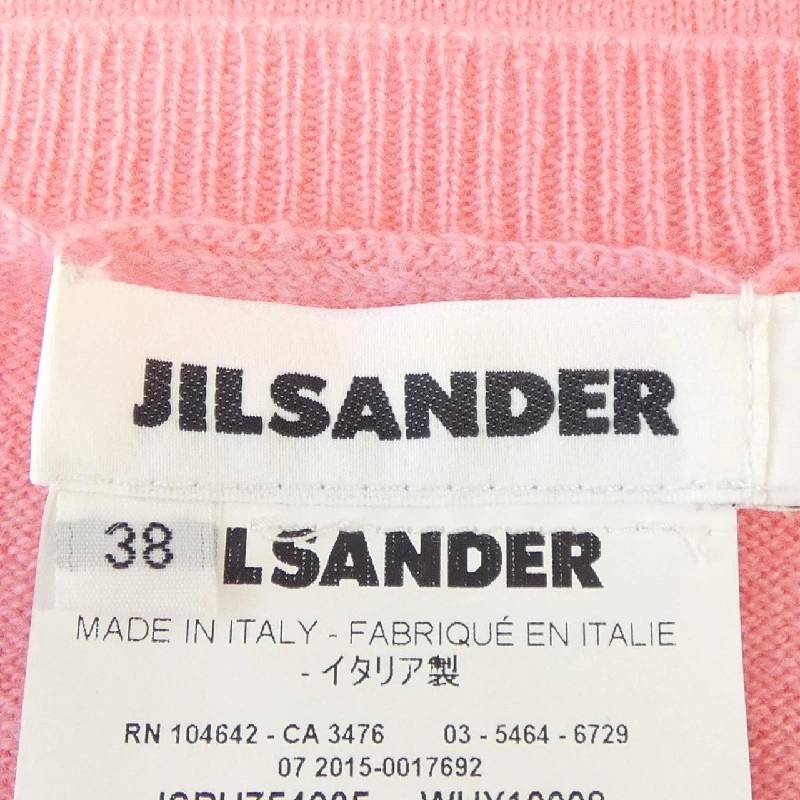 JILSANDER
38 LSANDER
MADE IN ITALY - FABRIQUÉ EN ITALIE
- イタリア製
RN 104642 - CA 3476 03 - 5464 - 6729
07 2015-0017692